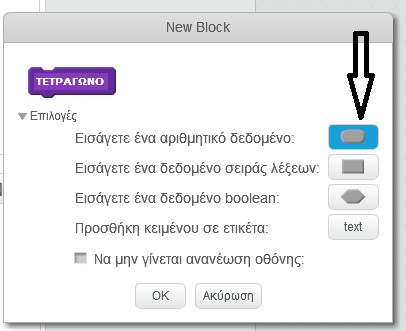 New Block
ΤΕΤΡΑΓΩΝΟ
Επιλογές
Εισάγετε ένα αριθμητικό δεδομένο:
Εισάγετε ένα δεδομένο σειράς λέξεων:
Εισάγετε ένα δεδομένο boolean:
Προσθήκη κειμένου σε ετικέτα: text
Να μην γίνεται ανανέωση οθόνης:
OK Ακύρωση